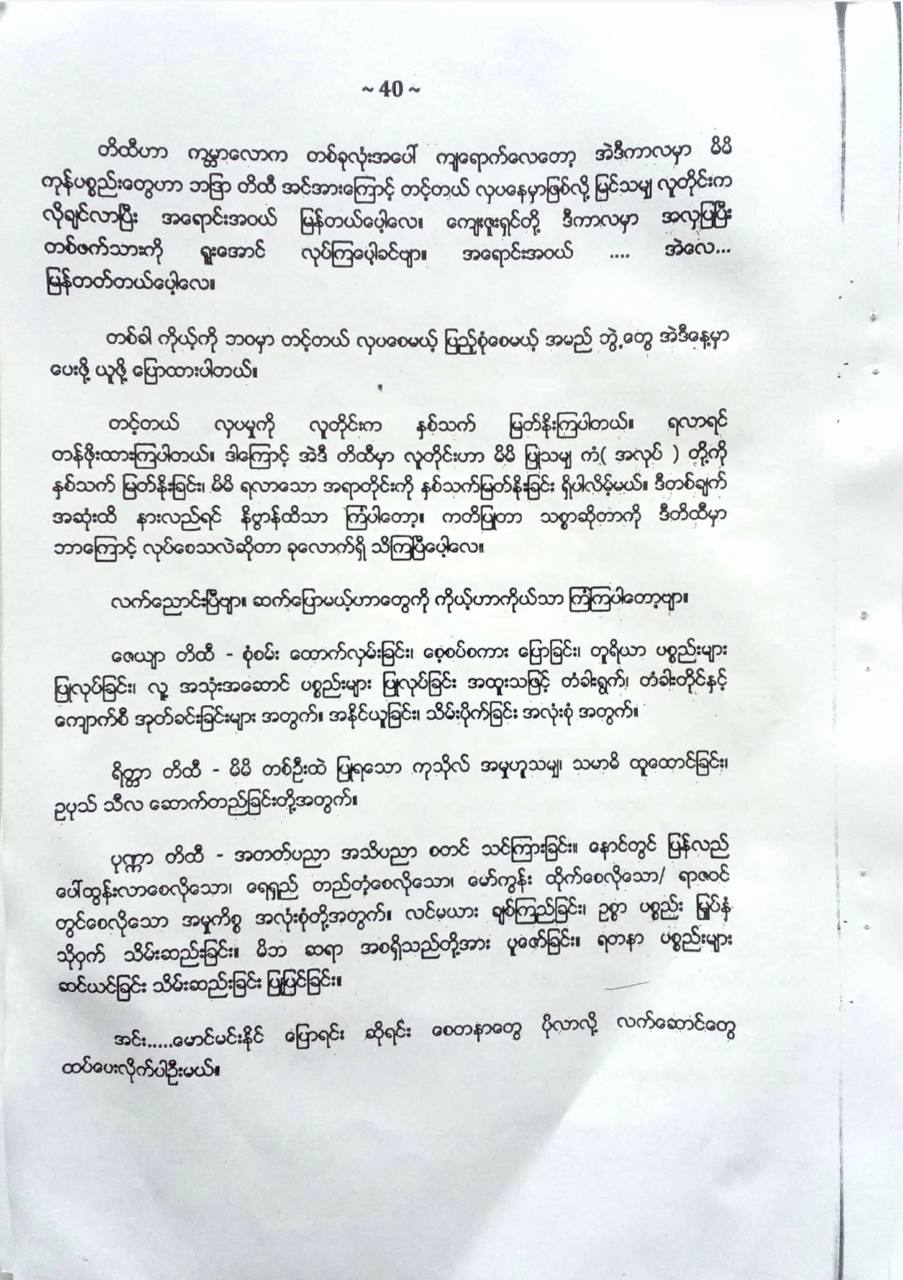 ~ 40 ~
တိထီဟာ ကမ္ဘာလောက တစ်ခုလုံးအပေါ် ကျရောက်လေတော့ အဲဒီကာလမှာ မိမိ
ကုန်ပစ္စည်းတွေဟာ ဘဒြာ တိထီ အင်အားကြောင့် တင့်တယ် လှပနေမှာဖြစ်လို့ မြင်သမျှ လူတိုင်းက
လိုချင်လာပြီး အရောင်းအဝယ် မြန်တယ်ပေါ့လေ။ ကျေးဇူးရှင်တို့ ဒီကာလမှာ အလှပြပြီး
တစ်ဖက်သားကို ရူးအောင် လုပ်ကြပေါ့ခင်ဗျာ။ အရောင်းအဝယ် .... အဲလေ...
မြန်တတ်တယ်ပေါ့လေ။
တစ်ခါ ကိုယ့်ကို ဘဝမှာ တင့်တယ် လှပစေမယ့် ပြည့်စုံစေမယ့် အမည် ဘွဲ့တွေ အဲဒီနေ့မှာ
ပေးဖို့ ယူဖို့ ပြောထားပါတယ်။
တင့်တယ် လှပမှုကို လူတိုင်းက နှစ်သက် မြတ်နိုးကြပါတယ်။ ရလာရင်
တန်ဖိုးထားကြပါတယ်။ ဒါကြောင့် အဲဒီ တိထီမှာ လူတိုင်းဟာ မိမိ ပြုသမျှ ကံ( အလုပ် ) တို့ကို
နှစ်သက် မြတ်နိုးခြင်း၊ မိမိ ရလာသော အရာတိုင်းကို နှစ်သက်မြတ်နိုးခြင်း ရှိပါလိမ့်မယ်။ ဒီတစ်ချက်
အဆုံးထိ နားလည်ရင် နိဗ္ဗာန်ထိသာ ကြံပါတော့။ ကတိပြုတာ သစ္စာဆိုတာကို ဒီတိထီမှာ
ဘာကြောင့် လုပ်စေသလဲဆိုတာ ခုလောက်ရှိ သိကြပြီပေါ့လေ။
လက်ညောင်းပြီဗျာ။ ဆက်ပြောမယ့်ဟာတွေကို ကိုယ့်ဟာကိုယ်သာ ကြံကြပါတော့ဗျာ။
ဇေယျာ တိထီ - စုံစမ်း ထောက်လှမ်းခြင်း၊ စေ့စပ်စကား ပြောခြင်း၊ တူရိယာ ပစ္စည်းများ
ပြုလုပ်ခြင်း၊ လူ့ အသုံးအဆောင် ပစ္စည်းများ ပြုလုပ်ခြင်း အထူးသဖြင့် တံခါးရွက်၊ တံခါးတိုင်နှင့်
ကျောက်စီ အုတ်ခင်းခြင်းများ အတွက်။ အနိုင်ယူခြင်း၊ သိမ်းပိုက်ခြင်း အလုံးစုံ အတွက်။
ရိတ္တာ တိထီ - မိမိ တစ်ဦးထဲ ပြုရသော ကုသိုလ် အမှုဟူသမျှ၊ သမာဓိ ထူထောင်ခြင်း၊
ဥပုသ် သီလ ဆောက်တည်ခြင်းတို့အတွက်။
ပုဏ္ဏာ တိထီ - အတတ်ပညာ အသိပညာ စတင် သင်ကြားခြင်း။ နောင်တွင် ပြန်လည်
ပေါ်ထွန်းလာစေလိုသော၊ ရေရှည် တည်တံ့စေလိုသော၊ မော်ကွန်း ထိုက်စေလိုသော/ ရာဇဝင်
တွင်စေလိုသော အမှုကိစ္စ အလုံးစုံတို့အတွက်။ လင်မယား ချစ်ကြည်ခြင်း၊ ဥစ္စာ ပစ္စည်း မြှုပ်နှံ
သိုဝှက် သိမ်းဆည်းခြင်း။ မိဘ ဆရာ အစရှိသည်တို့အား ပူဇော်ခြင်း။ ရတနာ ပစ္စည်းများ
ဆင်ယင်ခြင်း သိမ်းဆည်းခြင်း ပြုပြင်ခြင်း။
အင်း.....မောင်မင်းနိုင် ပြောရင်း ဆိုရင်း စေတနာတွေ ပိုလာလို့ လက်ဆောင်တွေ
ထပ်ပေးလိုက်ပါဦးမယ်။